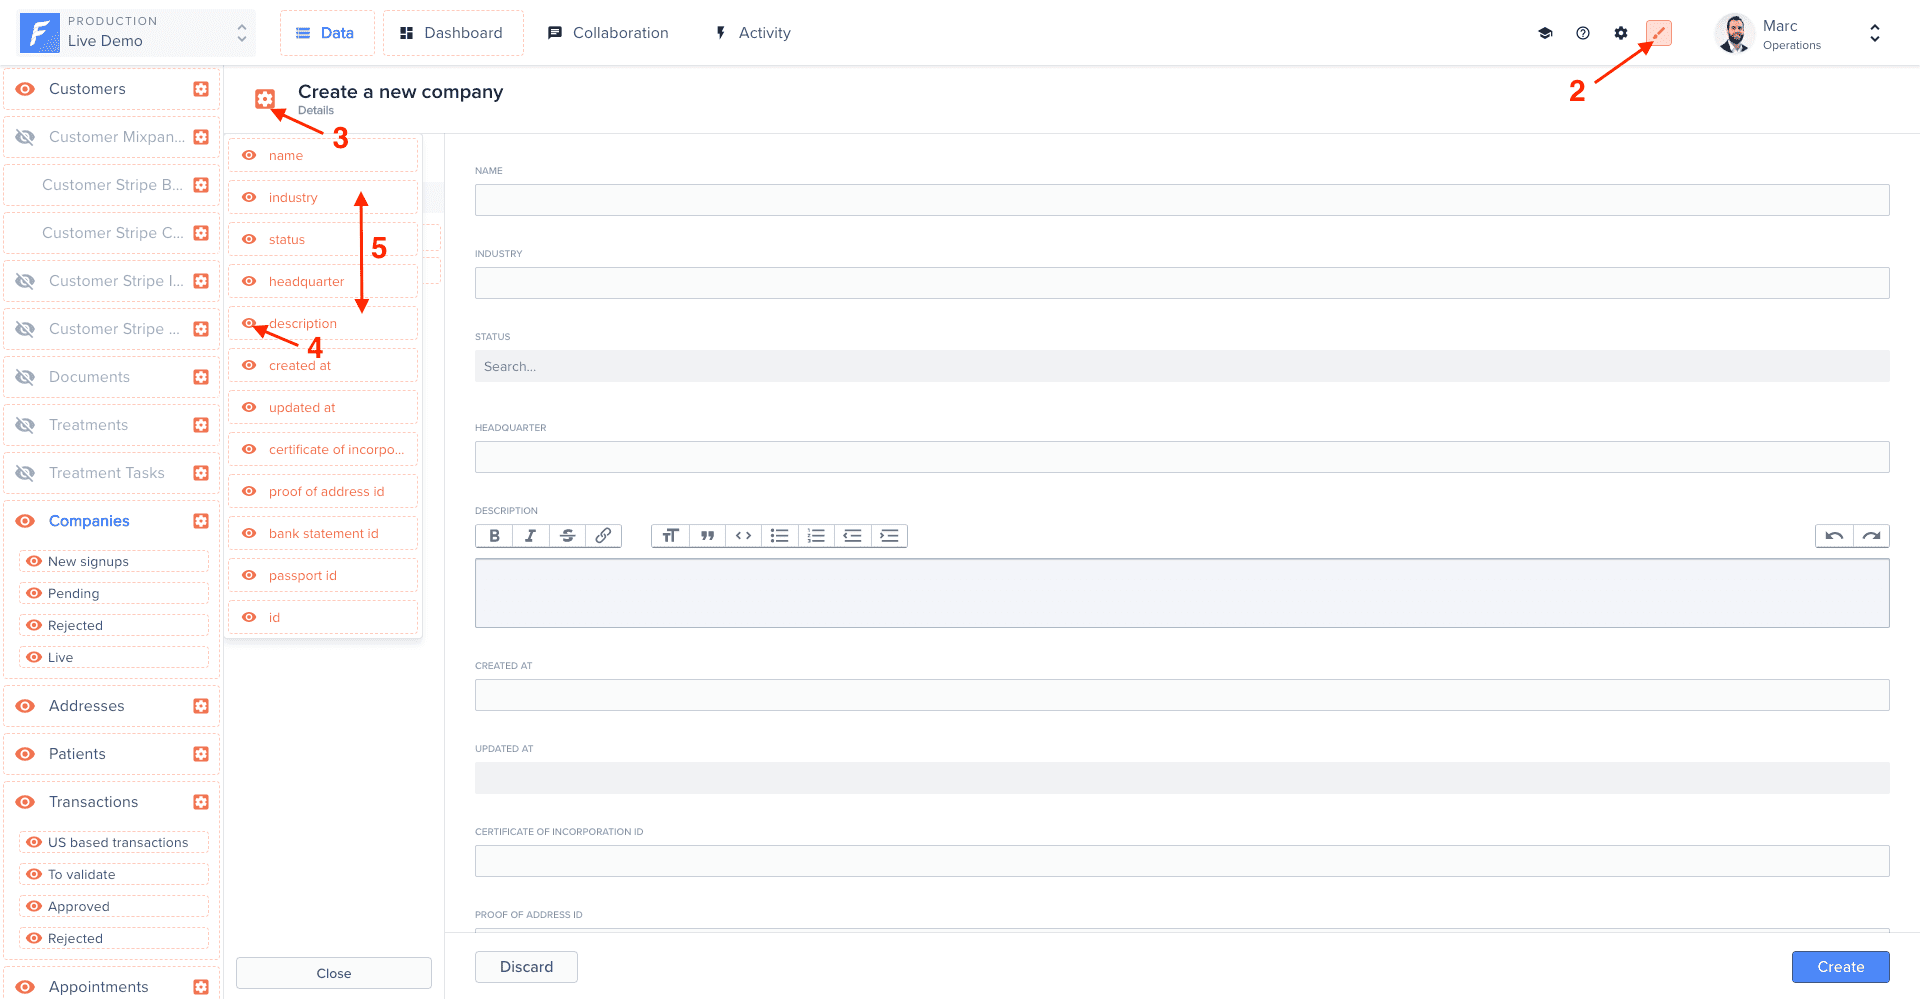 PRODUCTION
Live Demo
Data
Dashboard
Collaboration
Activity
Marc
Operations
2
Customers
Customer Mixpan...
Customer Stripe B...
Customer Stripe C...
Customer Stripe I...
Customer Stripe ...
Documents
Treatments
Treatment Tasks
Companies
New signups
Pending
Rejected
Live
Addresses
Patients
Transactions
US based transactions
To validate
Approved
Rejected
Appointments
Create a new company
Details
3
name
industry
status
5
headquarter
description
4
created at
updated at
certificate of incorpo...
proof of address id
bank statement id
passport id
id
Close
NAME
INDUSTRY
STATUS
Search...
HEADQUARTER
DESCRIPTION
CREATED AT
UPDATED AT
CERTIFICATE OF INCORPORATION ID
PROOF OF ADDRESS ID
Discard
Create